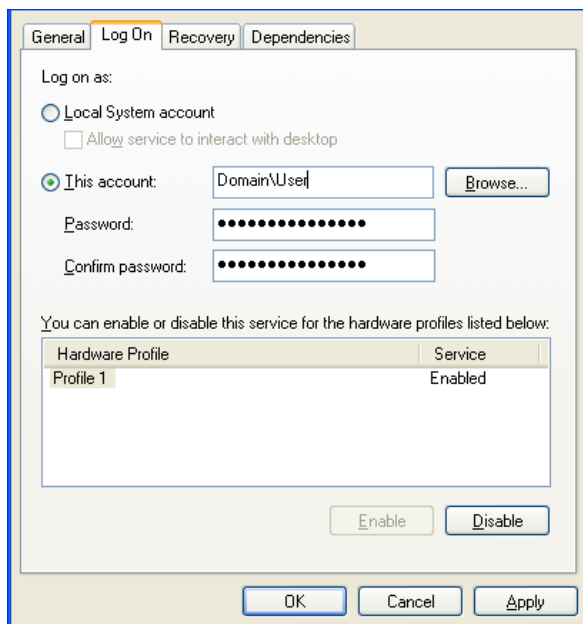 General Log On Recovery Dependencies
Log on as:
Local System account
Allow service to interact with desktop
This account: Domain\User Browse...
Password: ●●●●●●●●●●●●●●●
Confirm password: ●●●●●●●●●●●●●●●
You can enable or disable this service for the hardware profiles listed below:
Hardware Profile Service
Profile 1 Enabled
Enable Disable
OK Cancel Apply